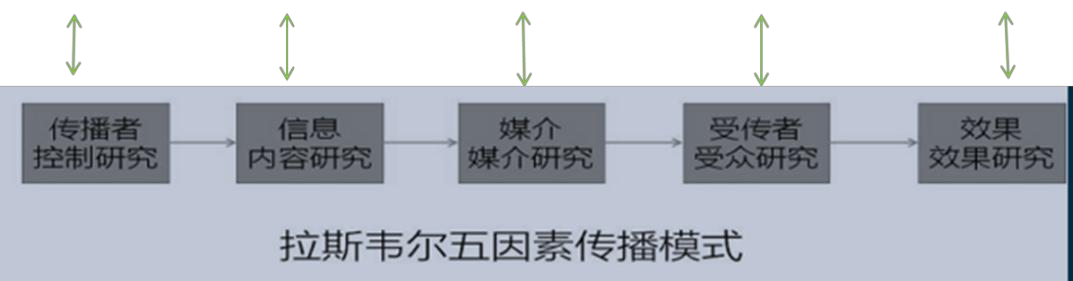 传播者
控制研究
信息
内容研究
媒介
媒介研究
受传者
受众研究
效果
效果研究
拉斯韦尔五因素传播模式